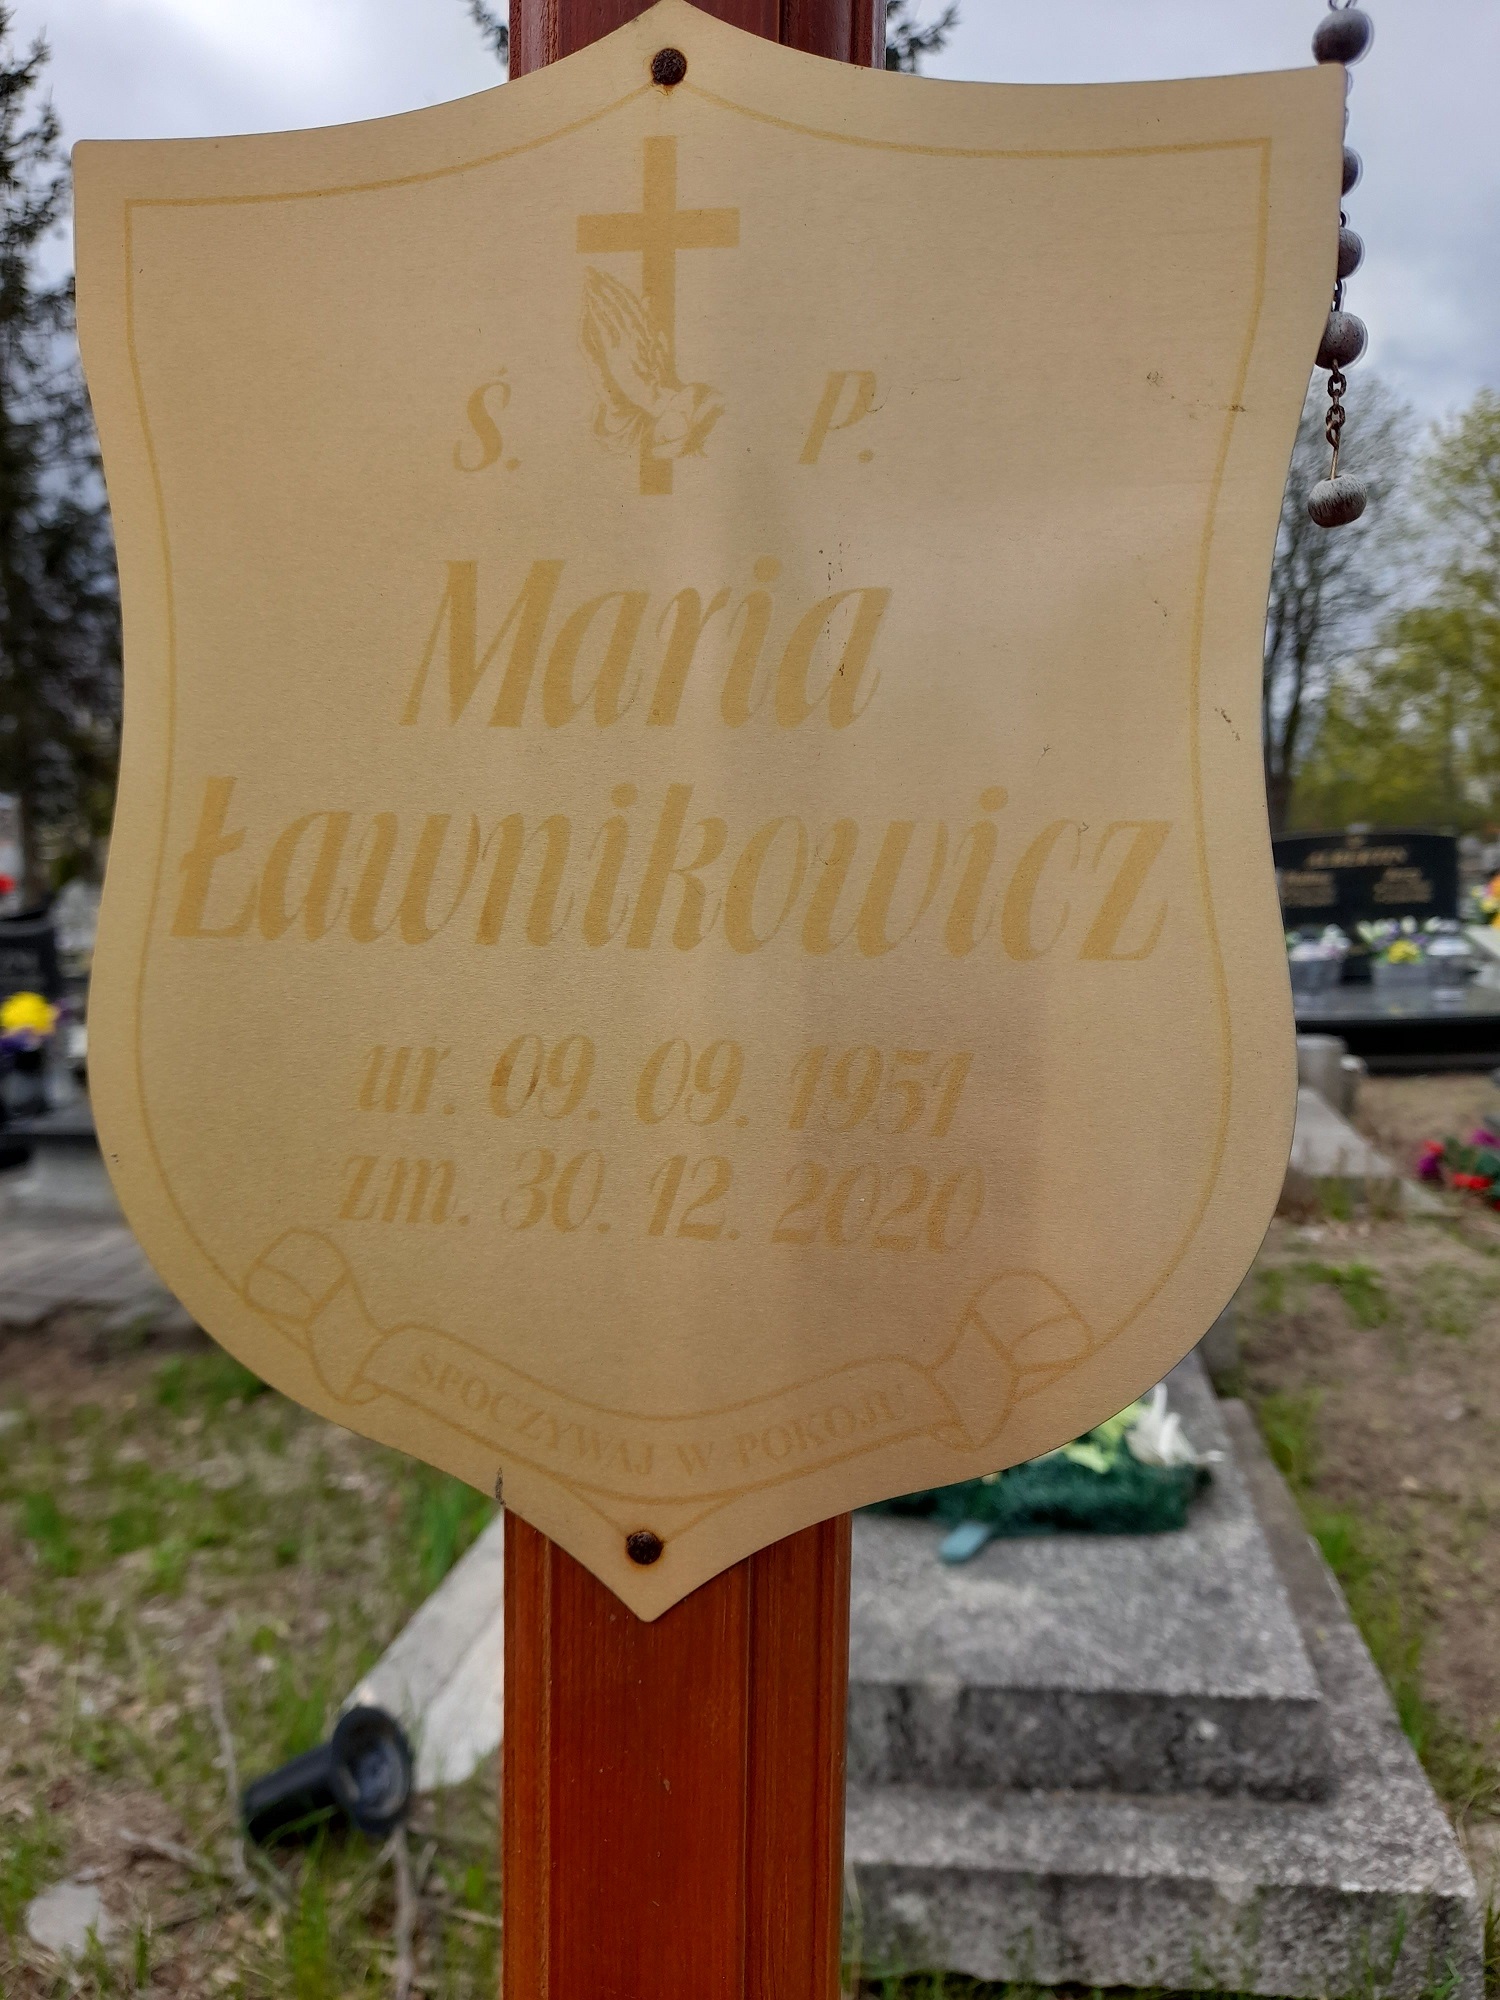 Ś. P.
Maria
Ławnikowicz
ur. 09. 09. 1951
zm. 30. 12. 2020
SPOCZYWAJ W POKOJU